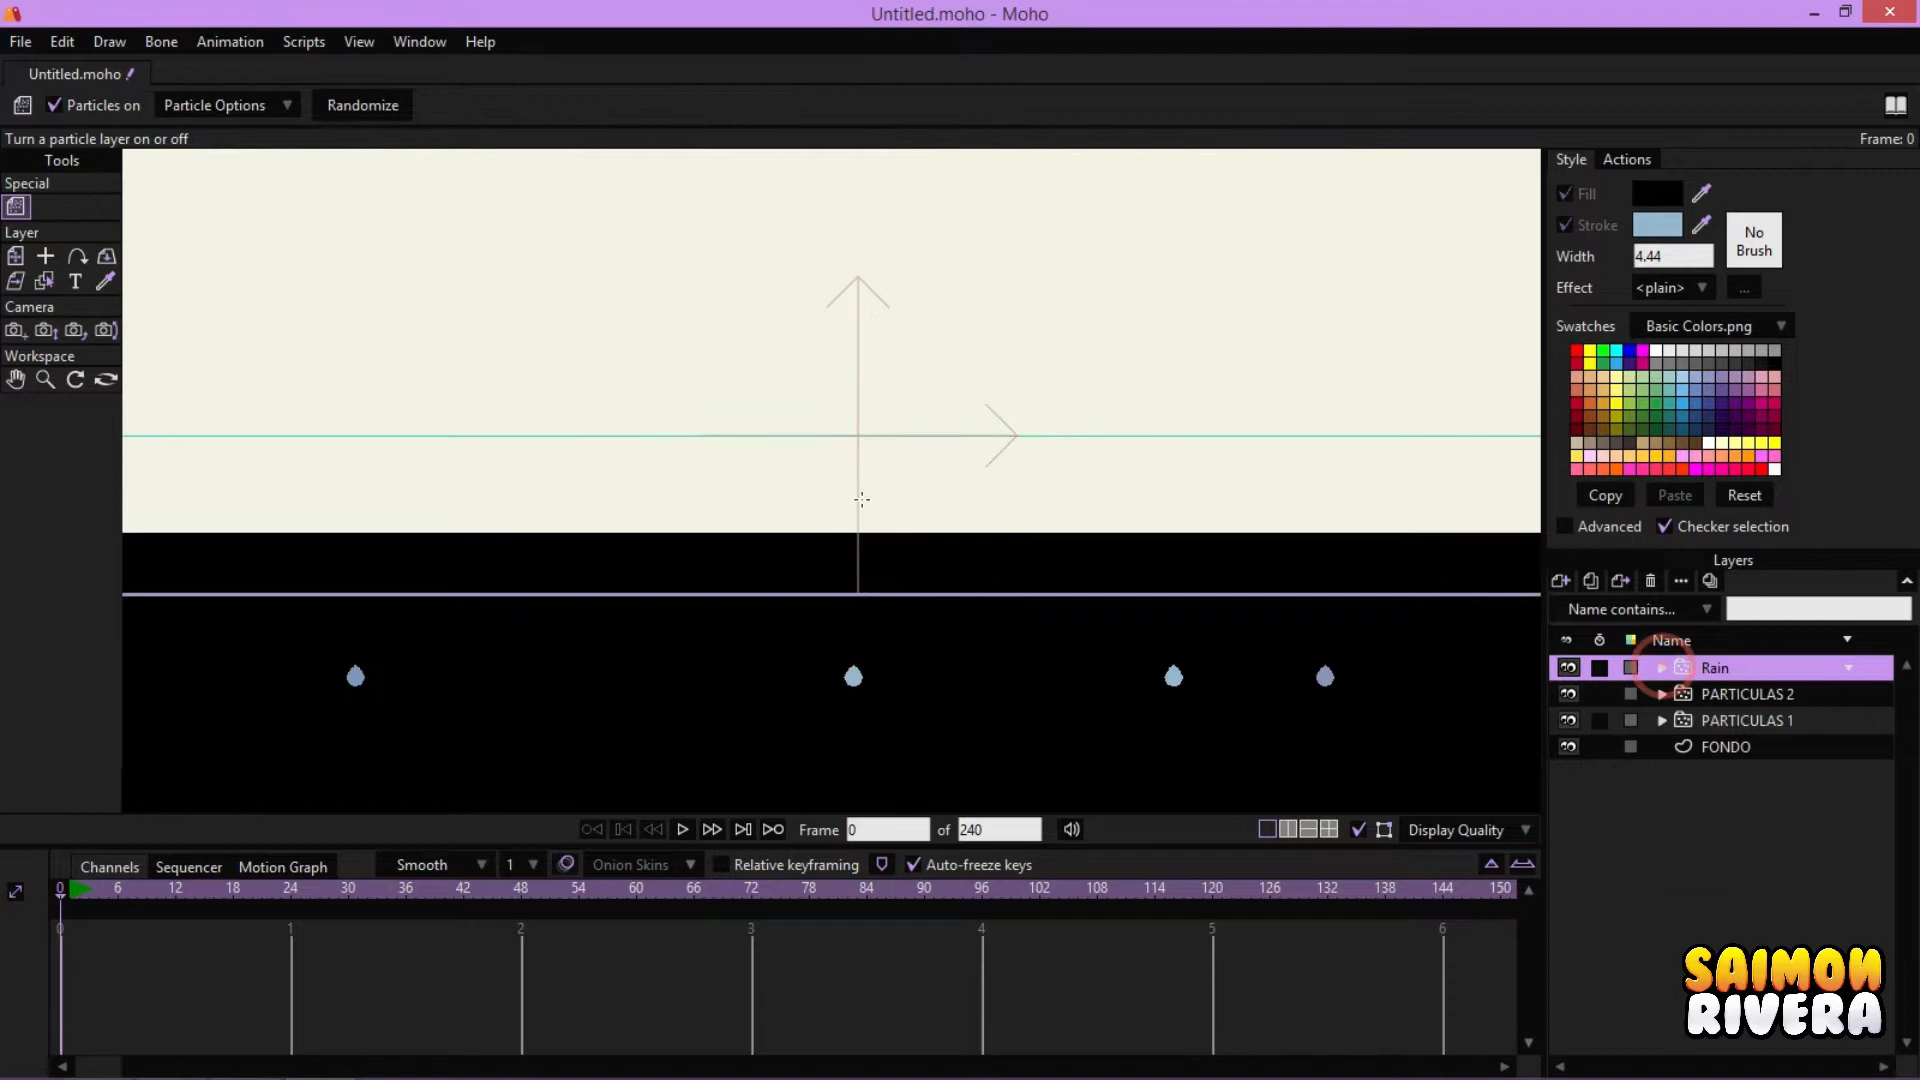 Untitled.moho - Moho
File Edit Draw Bone Animation Scripts View Window Help
Untitled.moho
Particles on Particle Options Randomize
Turn a particle layer on or off Frame: 0
Tools
Special
Layer
T
Camera
Workspace
Style Actions
Fill
Stroke
No
Brush
Width 4.44
Effect <plain> ...
Swatches Basic Colors.png
Copy Paste Reset
Advanced Checker selection
Layers
Name contains...
Name
Rain
PARTICULAS 2
PARTICULAS 1
FONDO
Frame 0 of 240 Display Quality
Channels Sequencer Motion Graph Smooth 1 Onion Skins Relative keyframing Auto-freeze keys
0 6 12 18 24 30 36 42 48 54 60 66 72 78 84 90 96 102 108 114 120 126 132 138 144 150
0 1 2 3 4 5 6
SAIMON
RIVERA